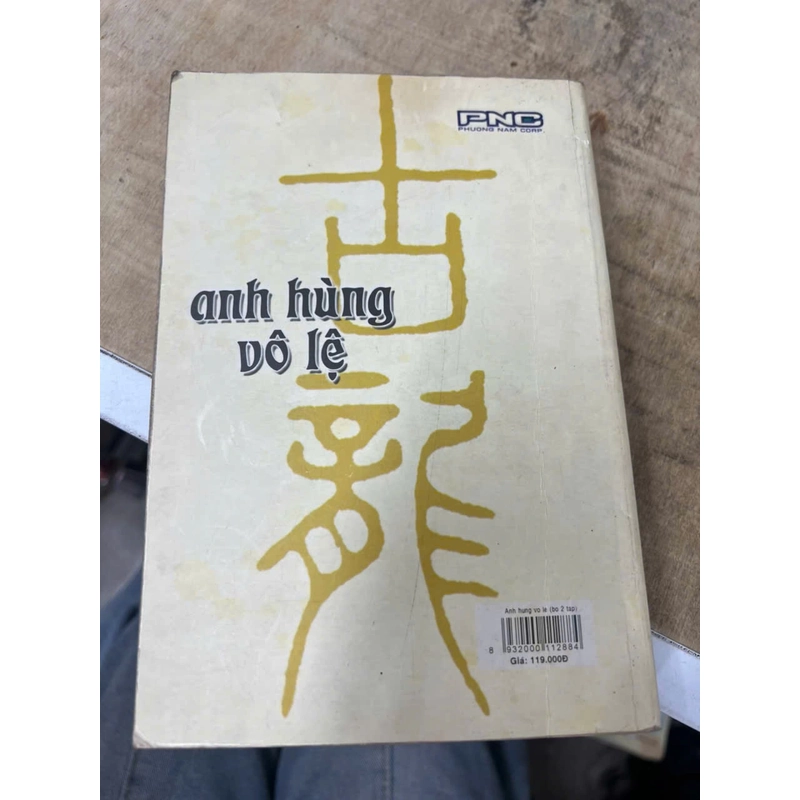 PNC
PHUONG NAM CORP.
古
anh hùng
vô lệ
龍
Anh hung vo le (bo 2 tap)
8 932000 112884
Giá: 119.000Đ